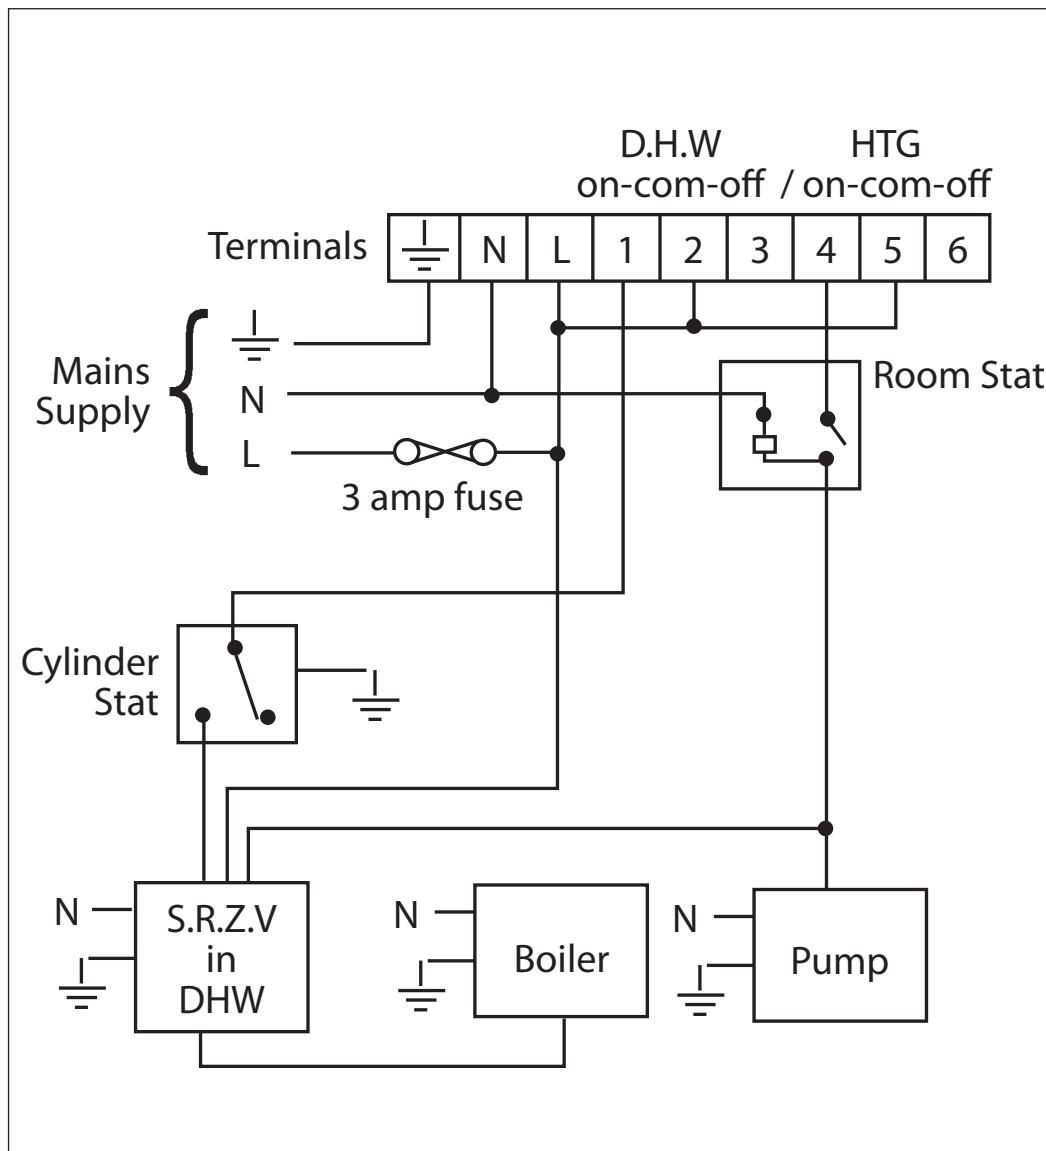 D.H.W HTG
on-com-off / on-com-off
Terminals N L 1 2 3 4 5 6
Mains
Supply
N
L
3 amp fuse
Room Stat
Cylinder
Stat
N
S.R.Z.V
in
DHW
N
Boiler
N
Pump